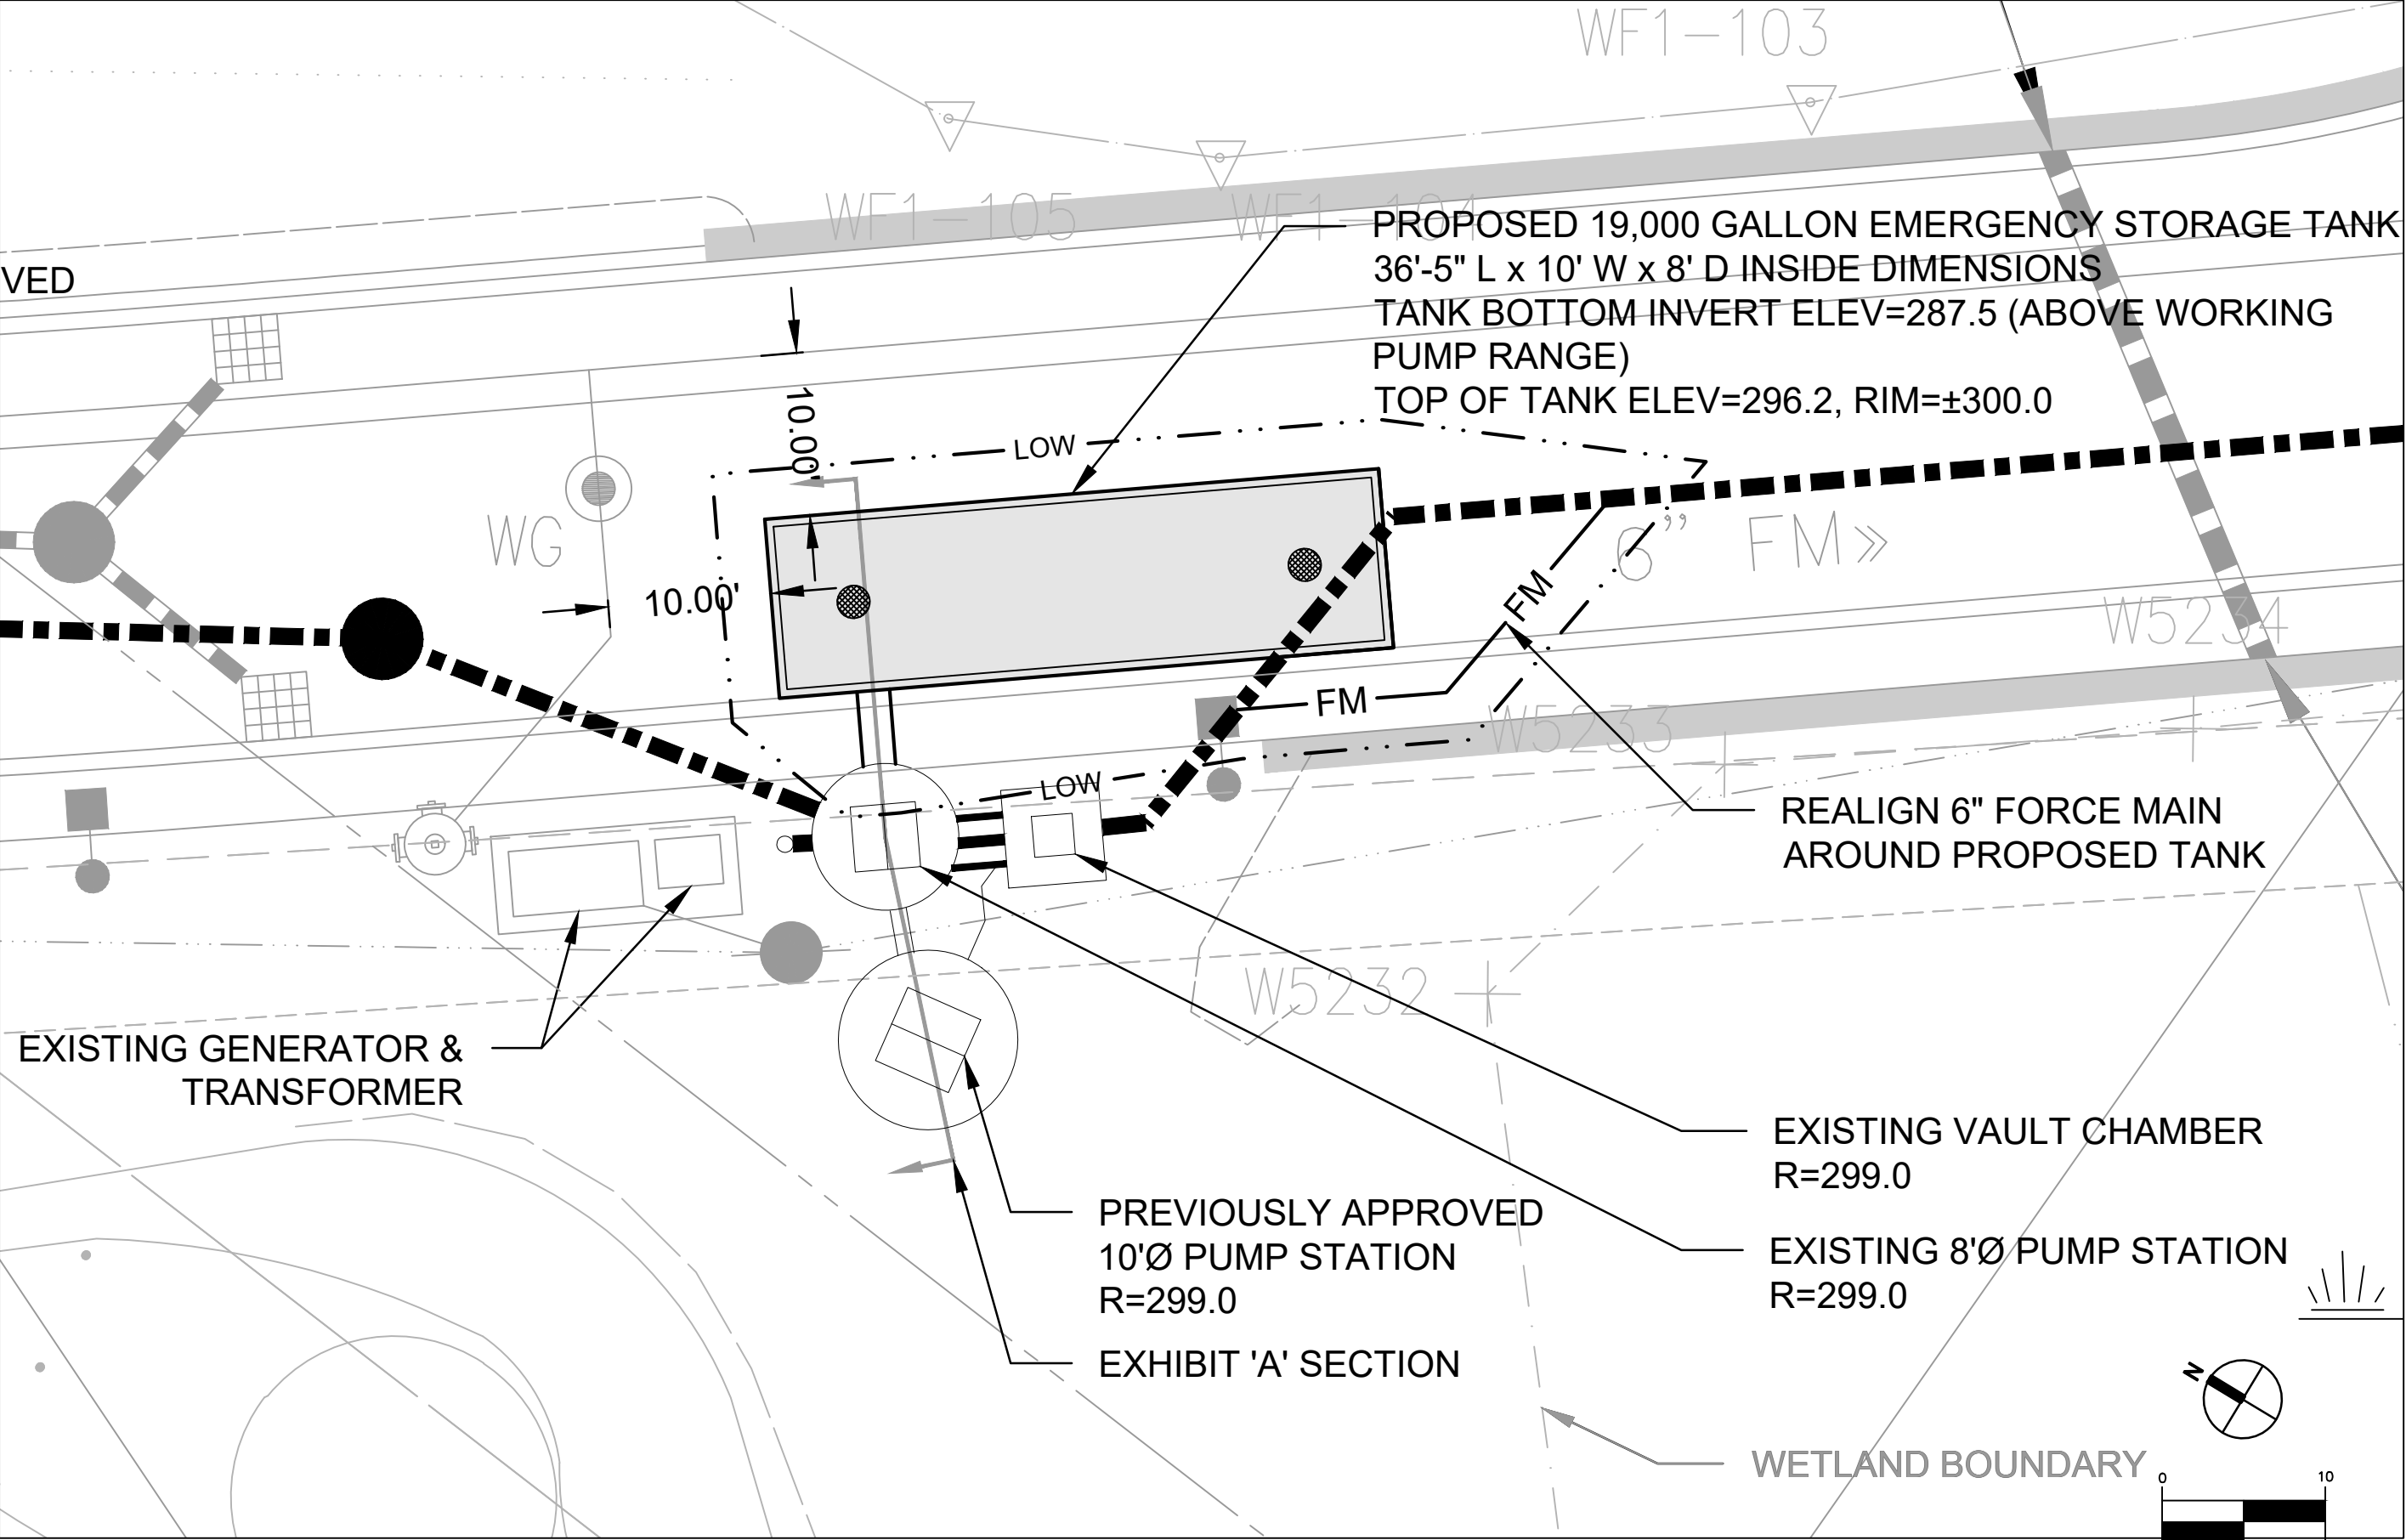 WF1-103
WF1-105
WF1-104
PROPOSED 19,000 GALLON EMERGENCY STORAGE TANK
36'-5" L x 10' W x 8' D INSIDE DIMENSIONS
TANK BOTTOM INVERT ELEV=287.5 (ABOVE WORKING
PUMP RANGE)
TOP OF TANK ELEV=296.2, RIM=±300.0
VED
10.00'
LOW
WG
10.00'
6" FM»
FM
W5234
FM
W5233
LOW
REALIGN 6" FORCE MAIN
AROUND PROPOSED TANK
W5232
EXISTING GENERATOR &
TRANSFORMER
EXISTING VAULT CHAMBER
R=299.0
PREVIOUSLY APPROVED
10'Ø PUMP STATION
R=299.0
EXISTING 8'Ø PUMP STATION
R=299.0
EXHIBIT 'A' SECTION
N
WETLAND BOUNDARY
0 10